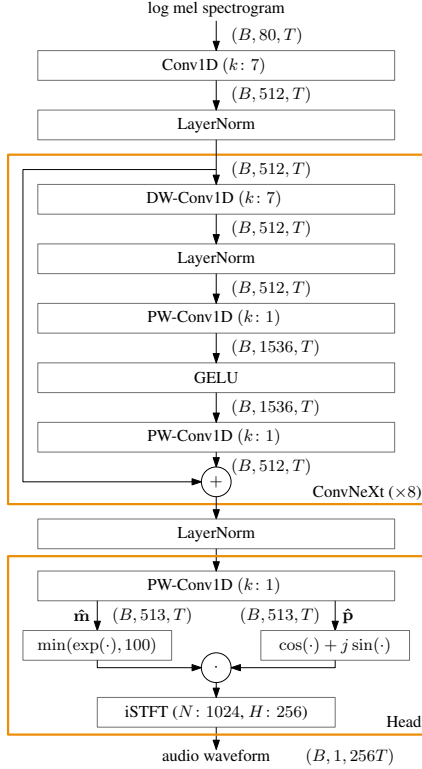 log mel spectrogram
(B, 80, T)
Conv1D (k: 7)
(B, 512, T)
LayerNorm
(B, 512, T)
DW-Conv1D (k: 7)
(B, 512, T)
LayerNorm
(B, 512, T)
PW-Conv1D (k: 1)
(B, 1536, T)
GELU
(B, 1536, T)
PW-Conv1D (k: 1)
(B, 512, T)
+
ConvNeXt (×8)
LayerNorm
PW-Conv1D (k: 1)
m̂ (B, 513, T) (B, 513, T) p̂
min(exp(·), 100) cos(·) + j sin(·)
·
iSTFT (N: 1024, H: 256)
Head
audio waveform (B, 1, 256T)